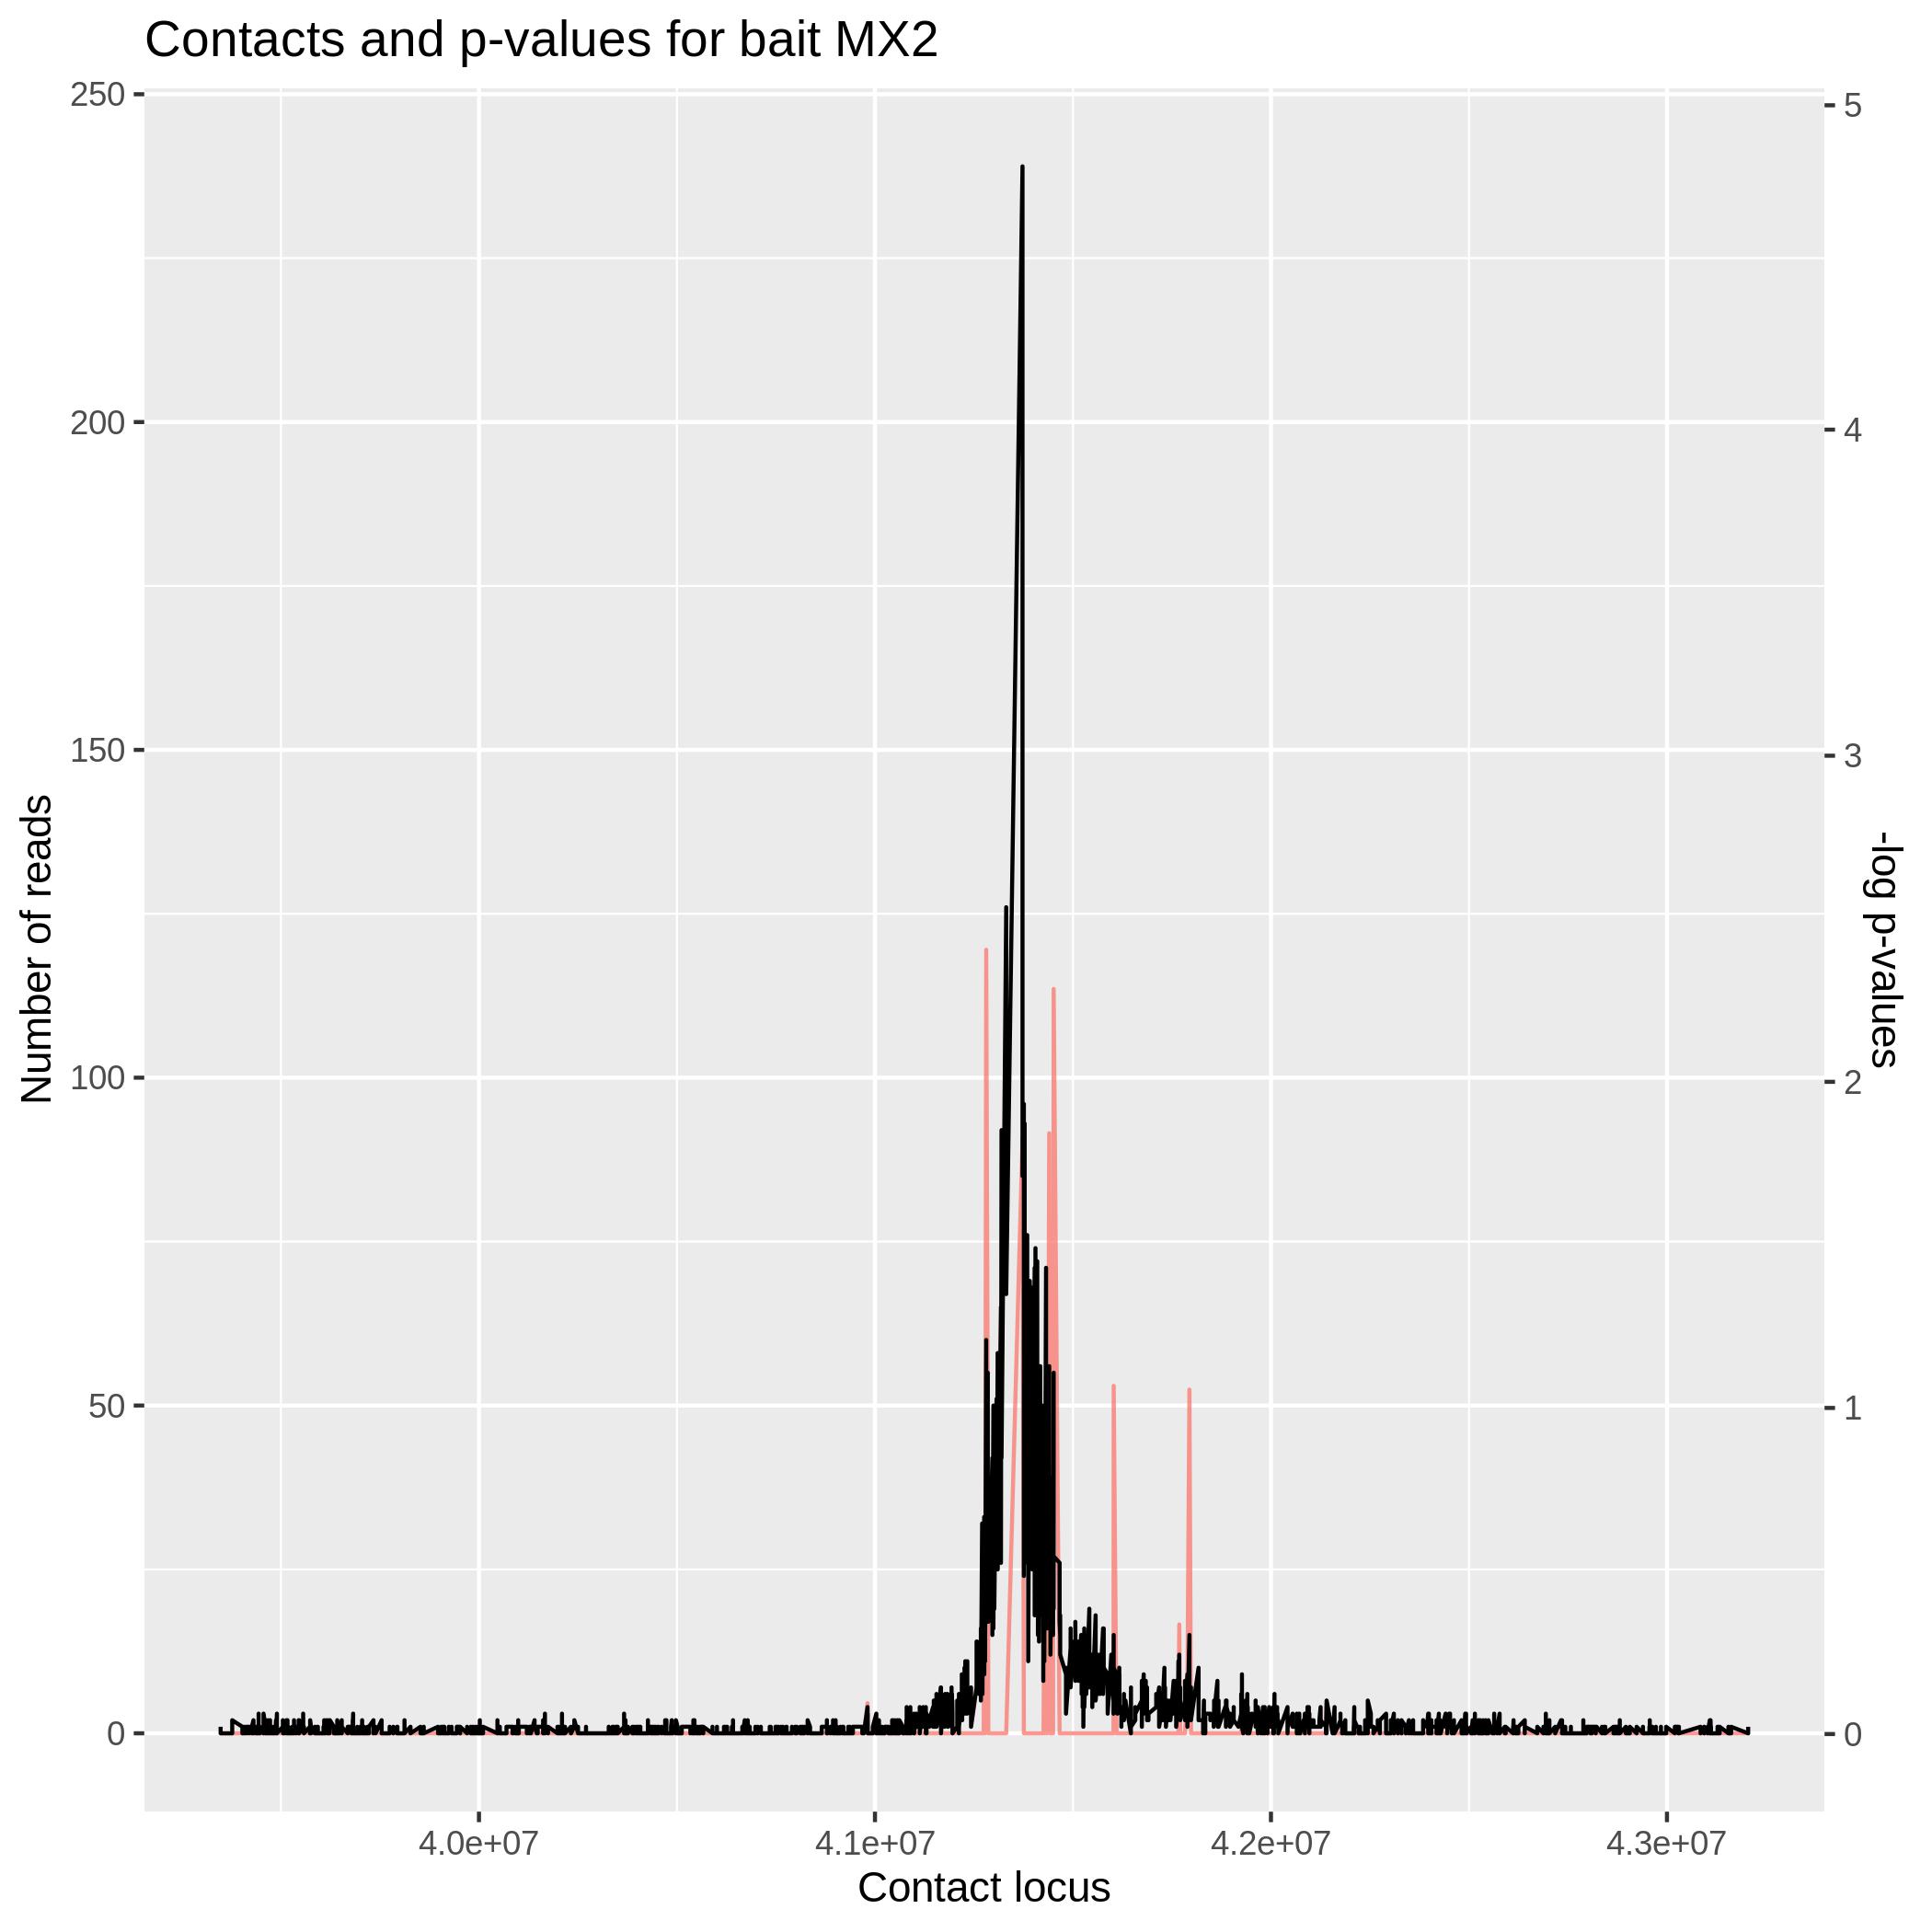 Contacts and p-values for bait MX2
250
200
150
100
50
0
Number of reads
5
4
3
2
1
0
-log p-values
4.0e+07 4.1e+07 4.2e+07 4.3e+07
Contact locus